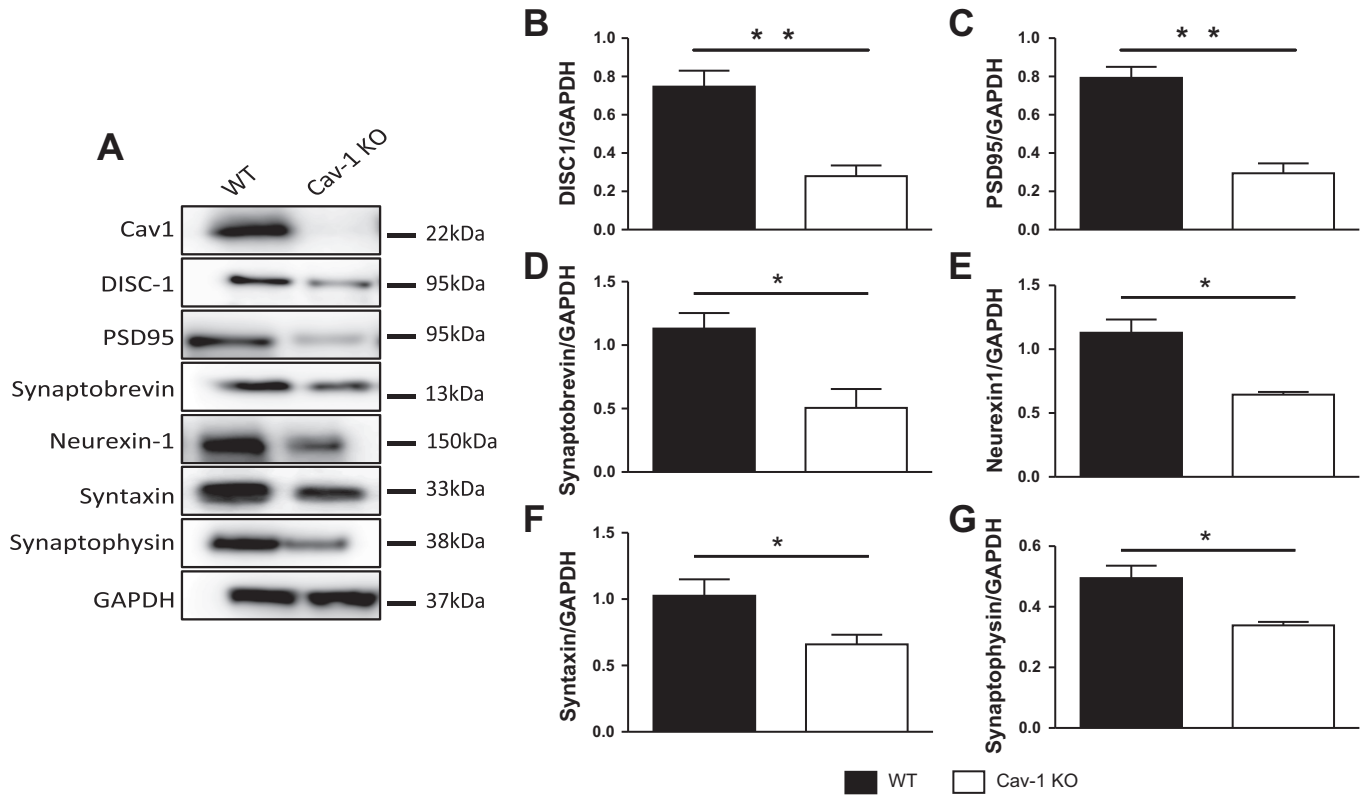 A
WT
Cav-1 KO
Cav1
22kDa
DISC-1
95kDa
PSD95
95kDa
Synaptobrevin
13kDa
Neurexin-1
150kDa
Syntaxin
33kDa
Synaptophysin
38kDa
GAPDH
37kDa
B
DISC1/GAPDH
1.0
0.8
0.6
0.4
0.2
0.0
* *
C
PSD95/GAPDH
1.0
0.8
0.6
0.4
0.2
0.0
* *
D
Synaptobrevin/GAPDH
1.5
1.0
0.5
0.0
*
E
Neurexin1/GAPDH
1.5
1.0
0.5
0.0
*
F
Syntaxin/GAPDH
1.5
1.0
0.5
0.0
*
G
Synaptophysin/GAPDH
0.6
0.4
0.2
0.0
*
WT
Cav-1 KO